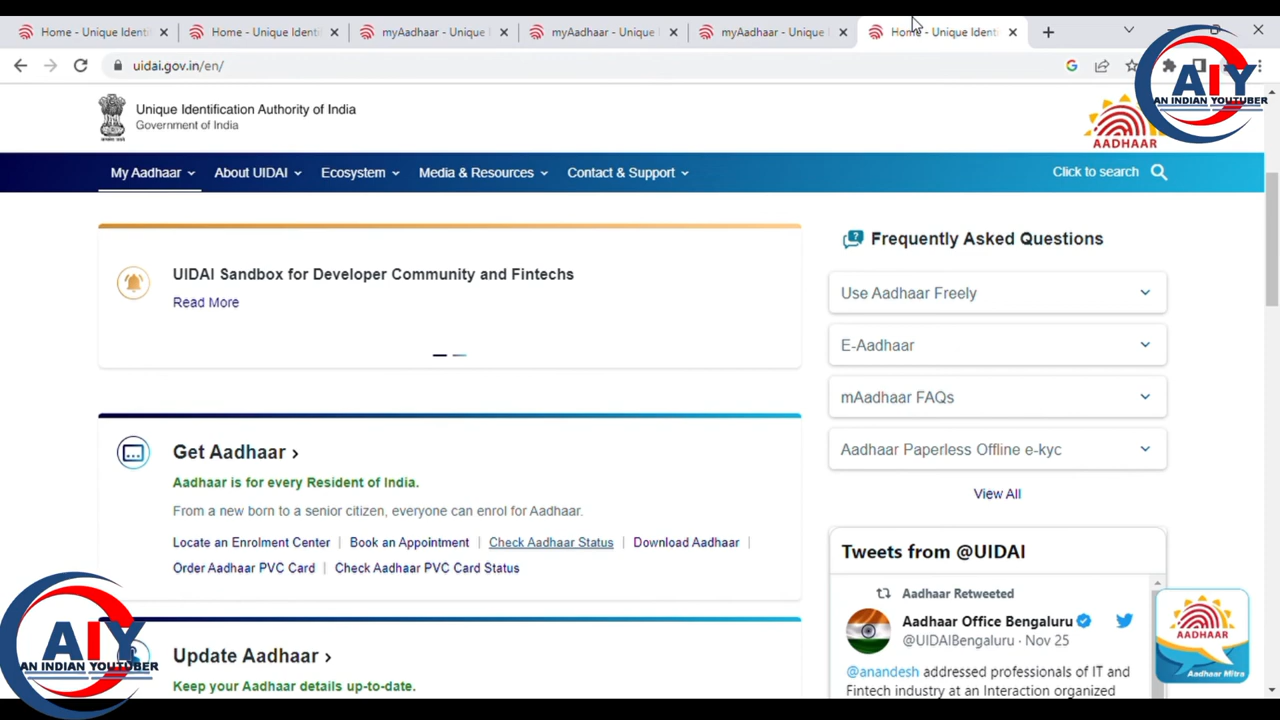 Home - Unique Identi
Home - Unique Identi
myAadhaar - Unique
myAadhaar - Unique
myAadhaar - Unique
Home - Unique Identi
uidai.gov.in/en/
Unique Identification Authority of India
Government of India
AADHAAR
AIY
AN INDIAN YOUTUBER
My Aadhaar
About UIDAI
Ecosystem
Media & Resources
Contact & Support
Click to search
UIDAI Sandbox for Developer Community and Fintechs
Read More
Get Aadhaar
Aadhaar is for every Resident of India.
From a new born to a senior citizen, everyone can enrol for Aadhaar.
Locate an Enrolment Center | Book an Appointment | Check Aadhaar Status | Download Aadhaar |
Order Aadhaar PVC Card | Check Aadhaar PVC Card Status
Update Aadhaar
Keep your Aadhaar details up-to-date.
Frequently Asked Questions
Use Aadhaar Freely
E-Aadhaar
mAadhaar FAQs
Aadhaar Paperless Offline e-kyc
View All
Tweets from @UIDAI
Aadhaar Retweeted
Aadhaar Office Bengaluru
@UIDAIBengaluru · Nov 25
@anandesh addressed professionals of IT and
Fintech industry at an Interaction organized
AADHAAR
Aadhaar Mitra
AIY
AN INDIAN YOUTUBER